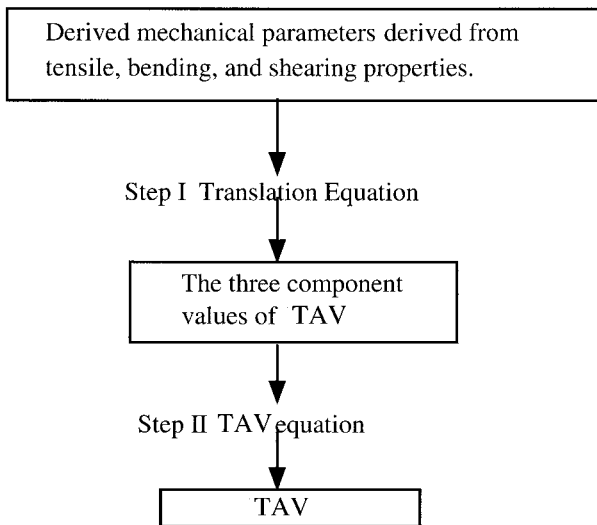 Derived mechanical parameters derived from
tensile, bending, and shearing properties.
Step I Translation Equation
The three component
values of TAV
Step II TAV equation
TAV